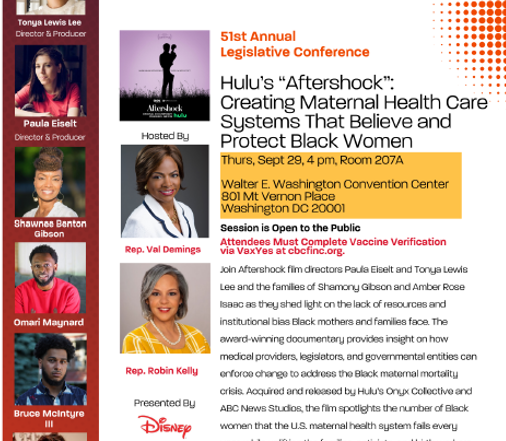 Tonya Lewis Lee
Director & Producer
Paula Eiselt
Director & Producer
Shawnee Benton
Gibson
Omari Maynard
Bruce McIntyre
III
Aftershock
hulu
Hosted By
Rep. Val Demings
Rep. Robin Kelly
Presented By
Disney
51st Annual
Legislative Conference
Hulu's “Aftershock”:
Creating Maternal Health Care
Systems That Believe and
Protect Black Women
Thurs, Sept 29, 4 pm, Room 207A
Walter E. Washington Convention Center
801 Mt Vernon Place
Washington DC 20001
Session is Open to the Public
Attendees Must Complete Vaccine Verification
via VaxYes at cbcfinc.org.
Join Aftershock film directors Paula Eiselt and Tonya Lewis
Lee and the families of Shamony Gibson and Amber Rose
Isaac as they shed light on the lack of resources and
institutional bias Black mothers and families face. The
award-winning documentary provides insight on how
medical providers, legislators, and governmental entities can
enforce change to address the Black maternal mortality
crisis. Acquired and released by Hulu's Onyx Collective and
ABC News Studios, the film spotlights the number of Black
women that the U.S. maternal health system fails every